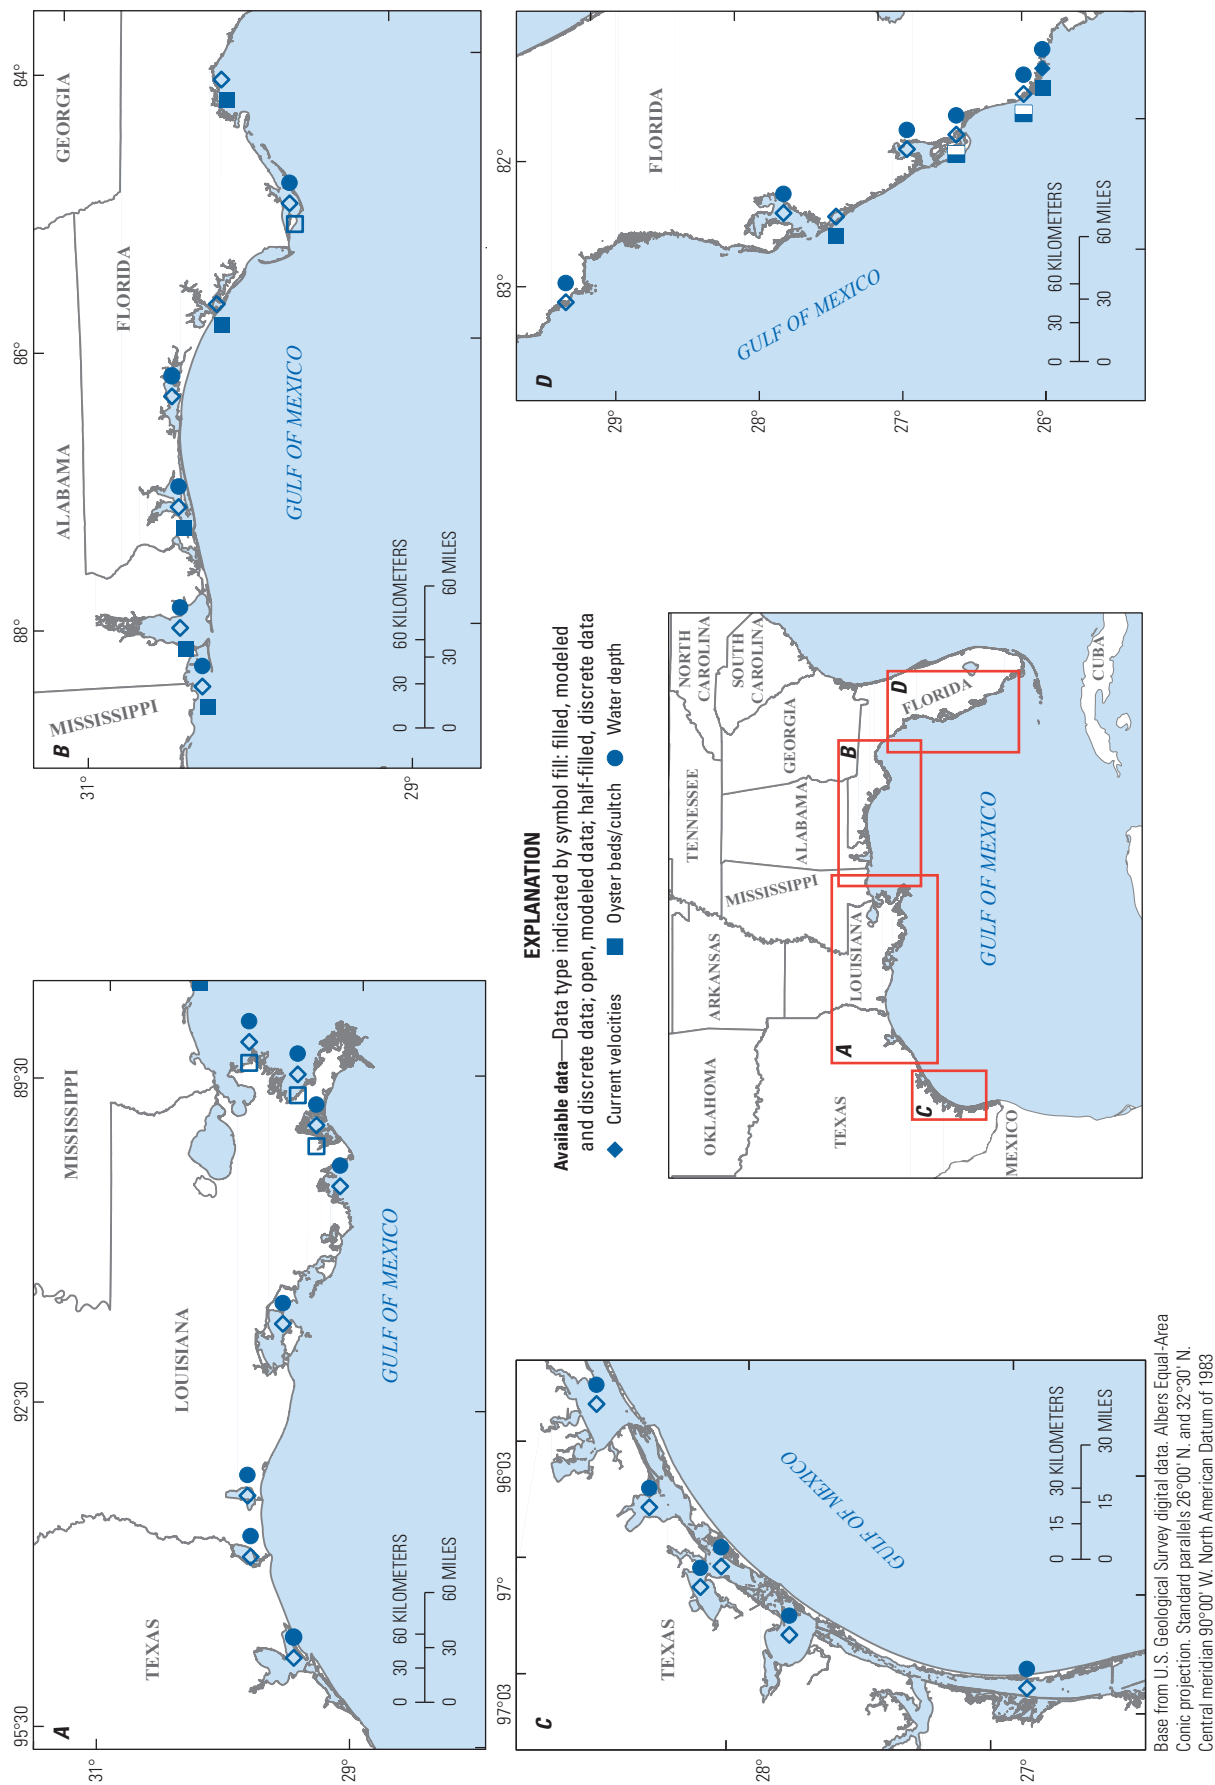 A
95°30
92°30
89°30
31°
29°
TEXAS
LOUISIANA
MISSISSIPPI
GULF OF MEXICO
0 30 60 KILOMETERS
0 30 60 MILES
B
88°
86°
84°
31°
29°
MISSISSIPPI
ALABAMA
FLORIDA
GEORGIA
GULF OF MEXICO
0 30 60 KILOMETERS
0 30 60 MILES
C
97°03
97°
96°03
28°
27°
TEXAS
GULF OF MEXICO
0 15 30 KILOMETERS
0 15 30 MILES
EXPLANATION
Available data—Data type indicated by symbol fill: filled, modeled
and discrete data; open, modeled data; half-filled, discrete data
Current velocities Oyster beds/cultch Water depth
OKLAHOMA
ARKANSAS
TENNESSEE
NORTH
CAROLINA
SOUTH
CAROLINA
MISSISSIPPI
ALABAMA
GEORGIA
TEXAS
LOUISIANA
FLORIDA
A
B
C
D
GULF OF MEXICO
MEXICO
CUBA
D
83°
82°
29°
28°
27°
26°
FLORIDA
GULF OF MEXICO
0 30 60 KILOMETERS
0 30 60 MILES
Base from U.S. Geological Survey digital data. Albers Equal-Area
Conic projection. Standard parallels 26°00' N. and 32°30' N.
Central meridian 90°00' W. North American Datum of 1983